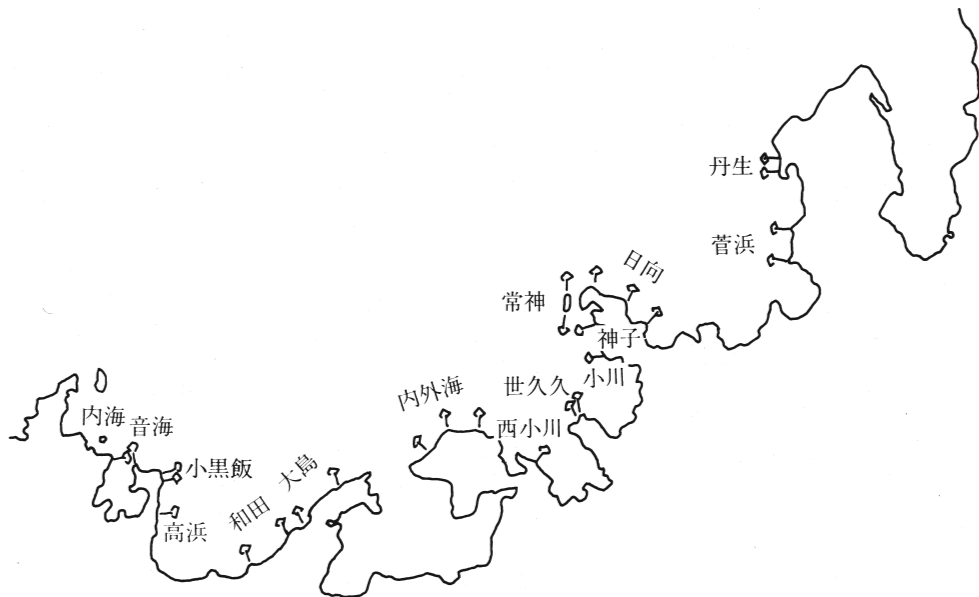 丹生
菅浜
日向
常神
神子
小川
世久久
内外海
西小川
内海
音海
小黒飯
大島
和田
高浜